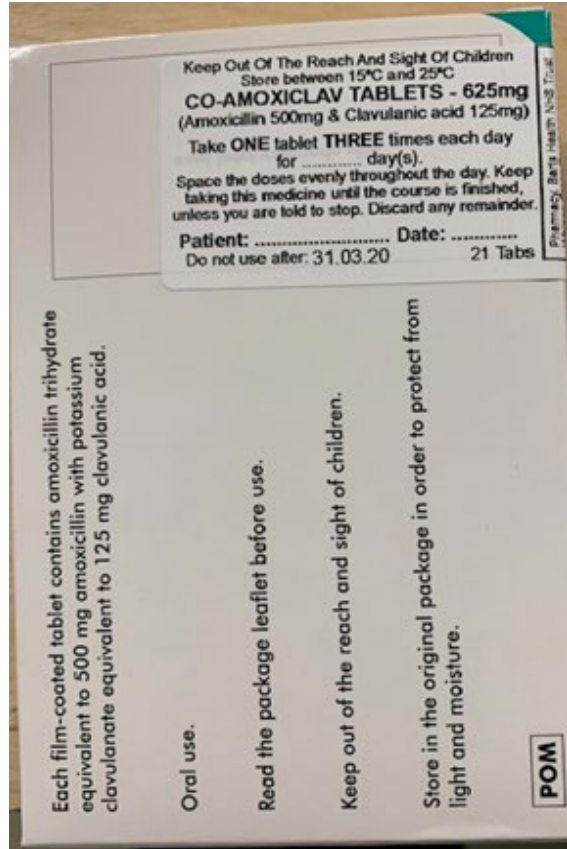 Keep Out Of The Reach And Sight Of Children
Store between 15ºC and 25ºC
CO-AMOXICLAV TABLETS - 625mg
(Amoxicillin 500mg & Clavulanic acid 125mg)
Take ONE tablet THREE times each day
for ............. day(s).
Space the doses evenly throughout the day. Keep
taking this medicine until the course is finished,
unless you are told to stop. Discard any remainder.
Patient: .......................... Date: ............
Do not use after: 31.03.20 21 Tabs
Pharmacy, Barts Health NHS Trust
Each film-coated tablet contains amoxicillin trihydrate
equivalent to 500 mg amoxicillin with potassium
clavulanate equivalent to 125 mg clavulanic acid.
Oral use.
Read the package leaflet before use.
Keep out of the reach and sight of children.
Store in the original package in order to protect from
light and moisture.
POM